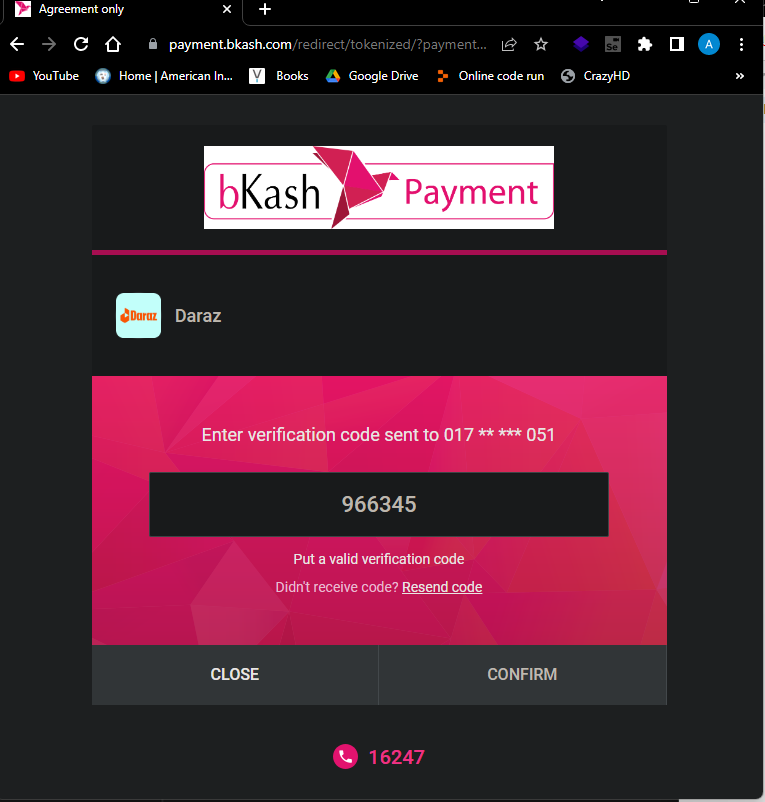 Agreement only
payment.bkash.com/redirect/tokenized/?payment...
YouTube Home | American In... V Books Google Drive Online code run CrazyHD »
Se A
bKash Payment
Daraz Daraz
Enter verification code sent to 017 ** *** 051
966345
Put a valid verification code
Didn't receive code? Resend code
CLOSE CONFIRM
16247